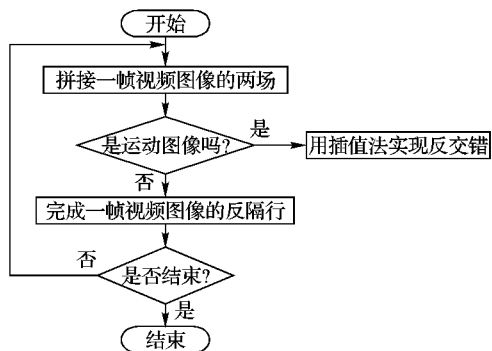 开始
拼接一帧视频图像的两场
是运动图像吗?
是
用插值法实现反交错
否
完成一帧视频图像的反隔行
否
是否结束?
是
结束